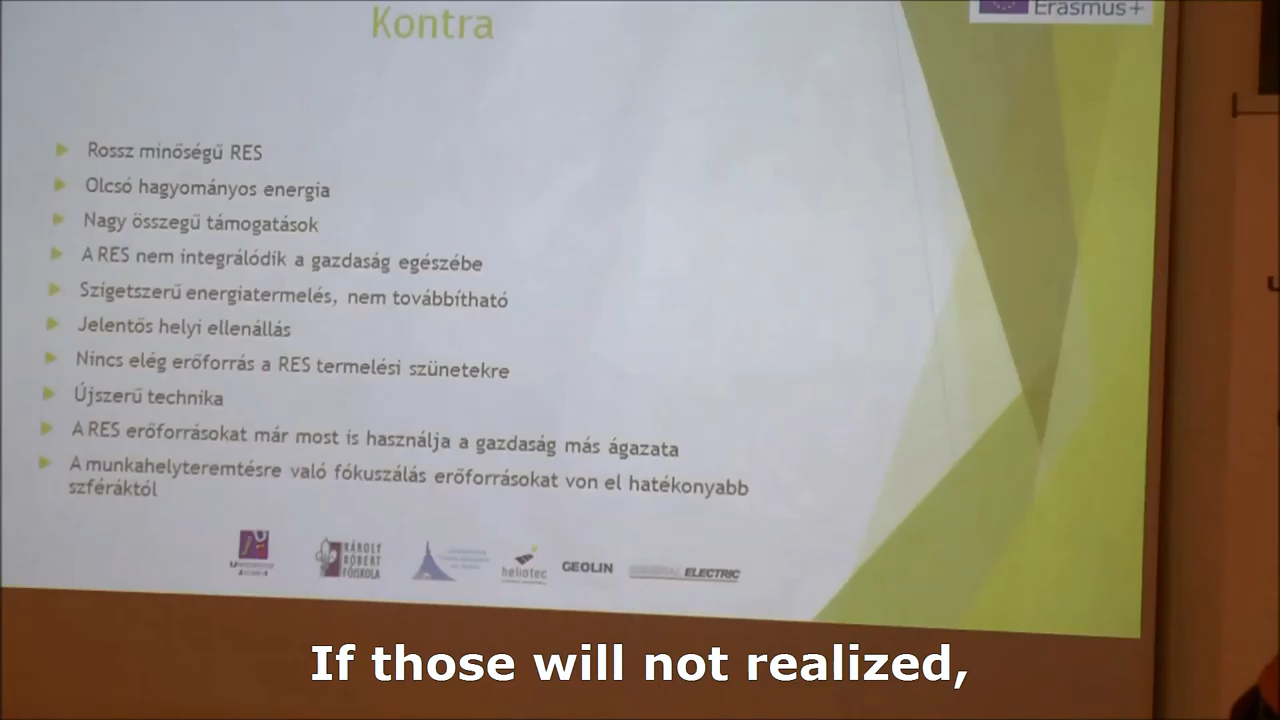 Erasmus+
Kontra
Rossz minőségű RES
Olcsó hagyományos energia
Nagy összegű támogatások
A RES nem integrálódik a gazdaság egészébe
Szigetszerű energiatermelés, nem továbbítható
Jelentős helyi ellenállás
Nincs elég erőforrás a RES termelési szünetekre
Újszerű technika
A RES erőforrásokat már most is használja a gazdaság más ágazata
A munkahelyteremtésre való fókuszálás erőforrásokat von el hatékonyabb
szféráktól
KÁROLY
RÓBERT
FŐISKOLA
heliotec
GEOLIN
GENERAL ELECTRIC
If those will not realized,